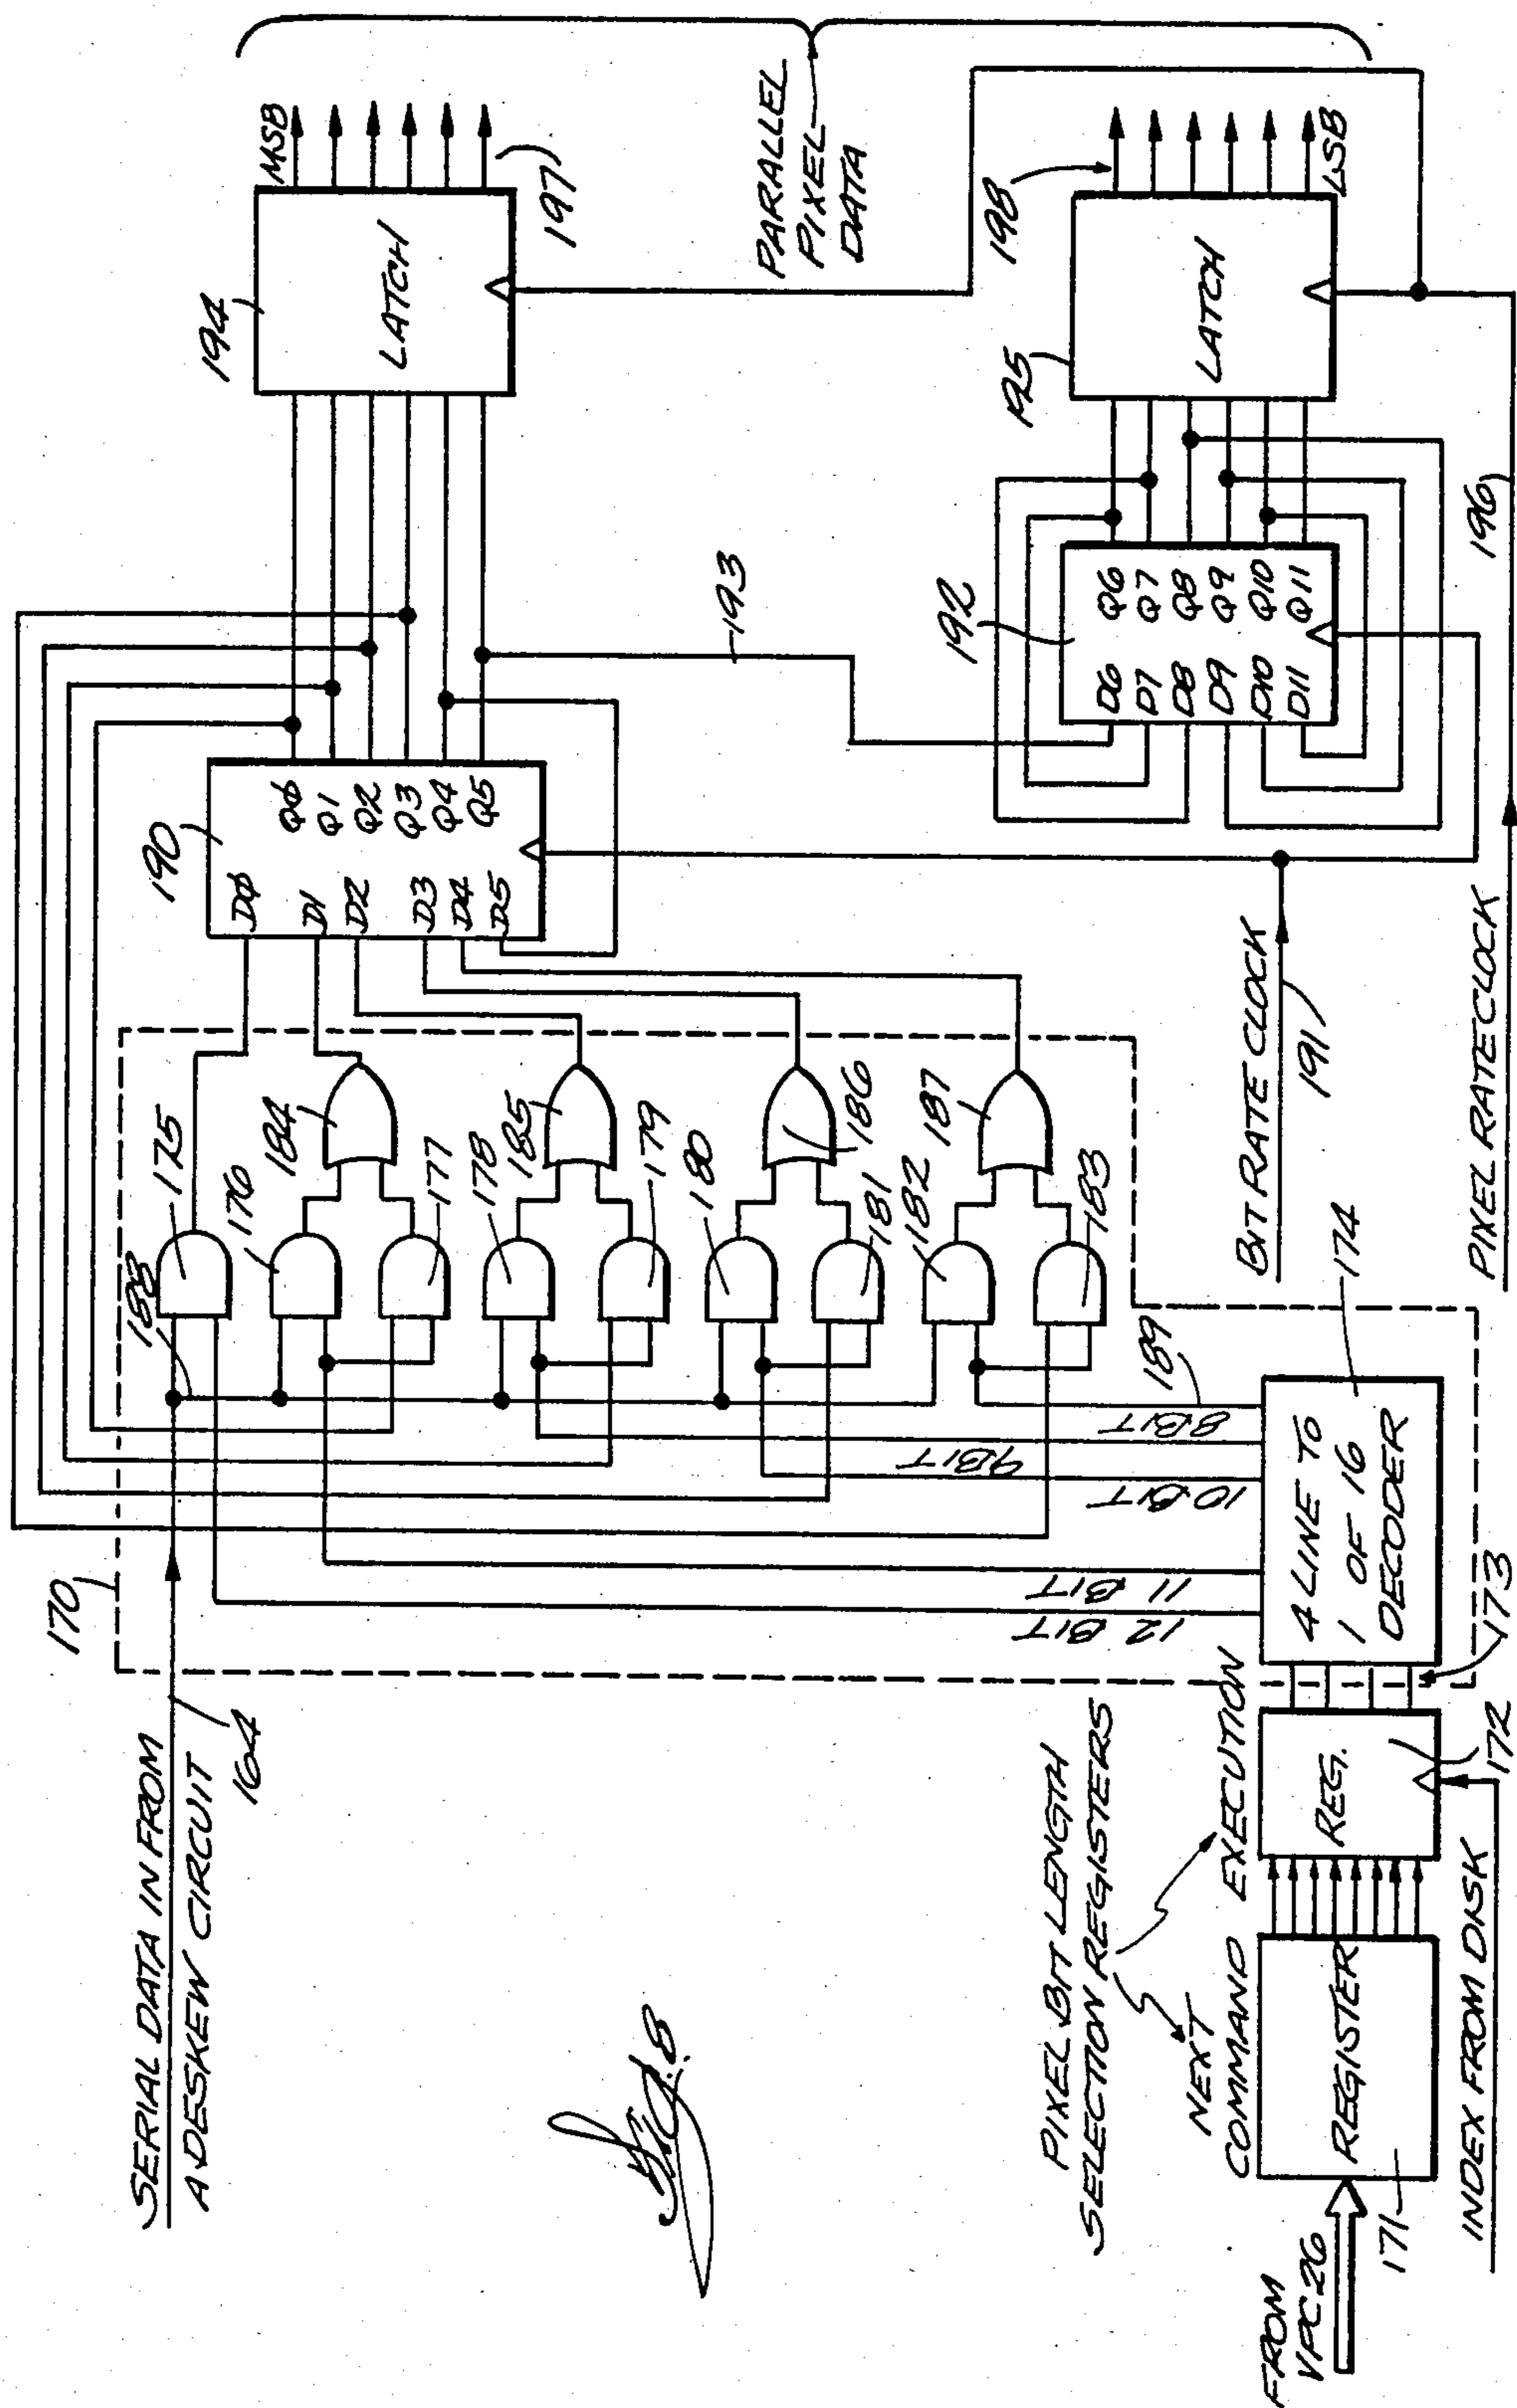 SERIAL DATA IN FROM
A DESKEW CIRCUIT
164
170
188
175
176
184
177
178
185
179
180
186
181
182
187
183
12 BIT
11 BIT
10 BIT
9 BIT
8 BIT
189
4 LINE TO
1 OF 16
DECODER
174
173
PIXEL BIT LENGTH
SELECTION REGISTERS
NEXT
COMMAND
EXECUTION
REGISTER
171
REG.
172
FROM
VPC 26
INDEX FROM DISK
190
DØ
D1
D2
D3
D4
D5
QØ
Q1
Q2
Q3
Q4
Q5
BIT RATE CLOCK
191
PIXEL RATE CLOCK
196
193
192
D6
D7
D8
D9
D10
D11
Q6
Q7
Q8
Q9
Q10
Q11
194
LATCH
MSB
197
195
LATCH
198
LSB
PARALLEL
PIXEL
DATA
Fig. 8